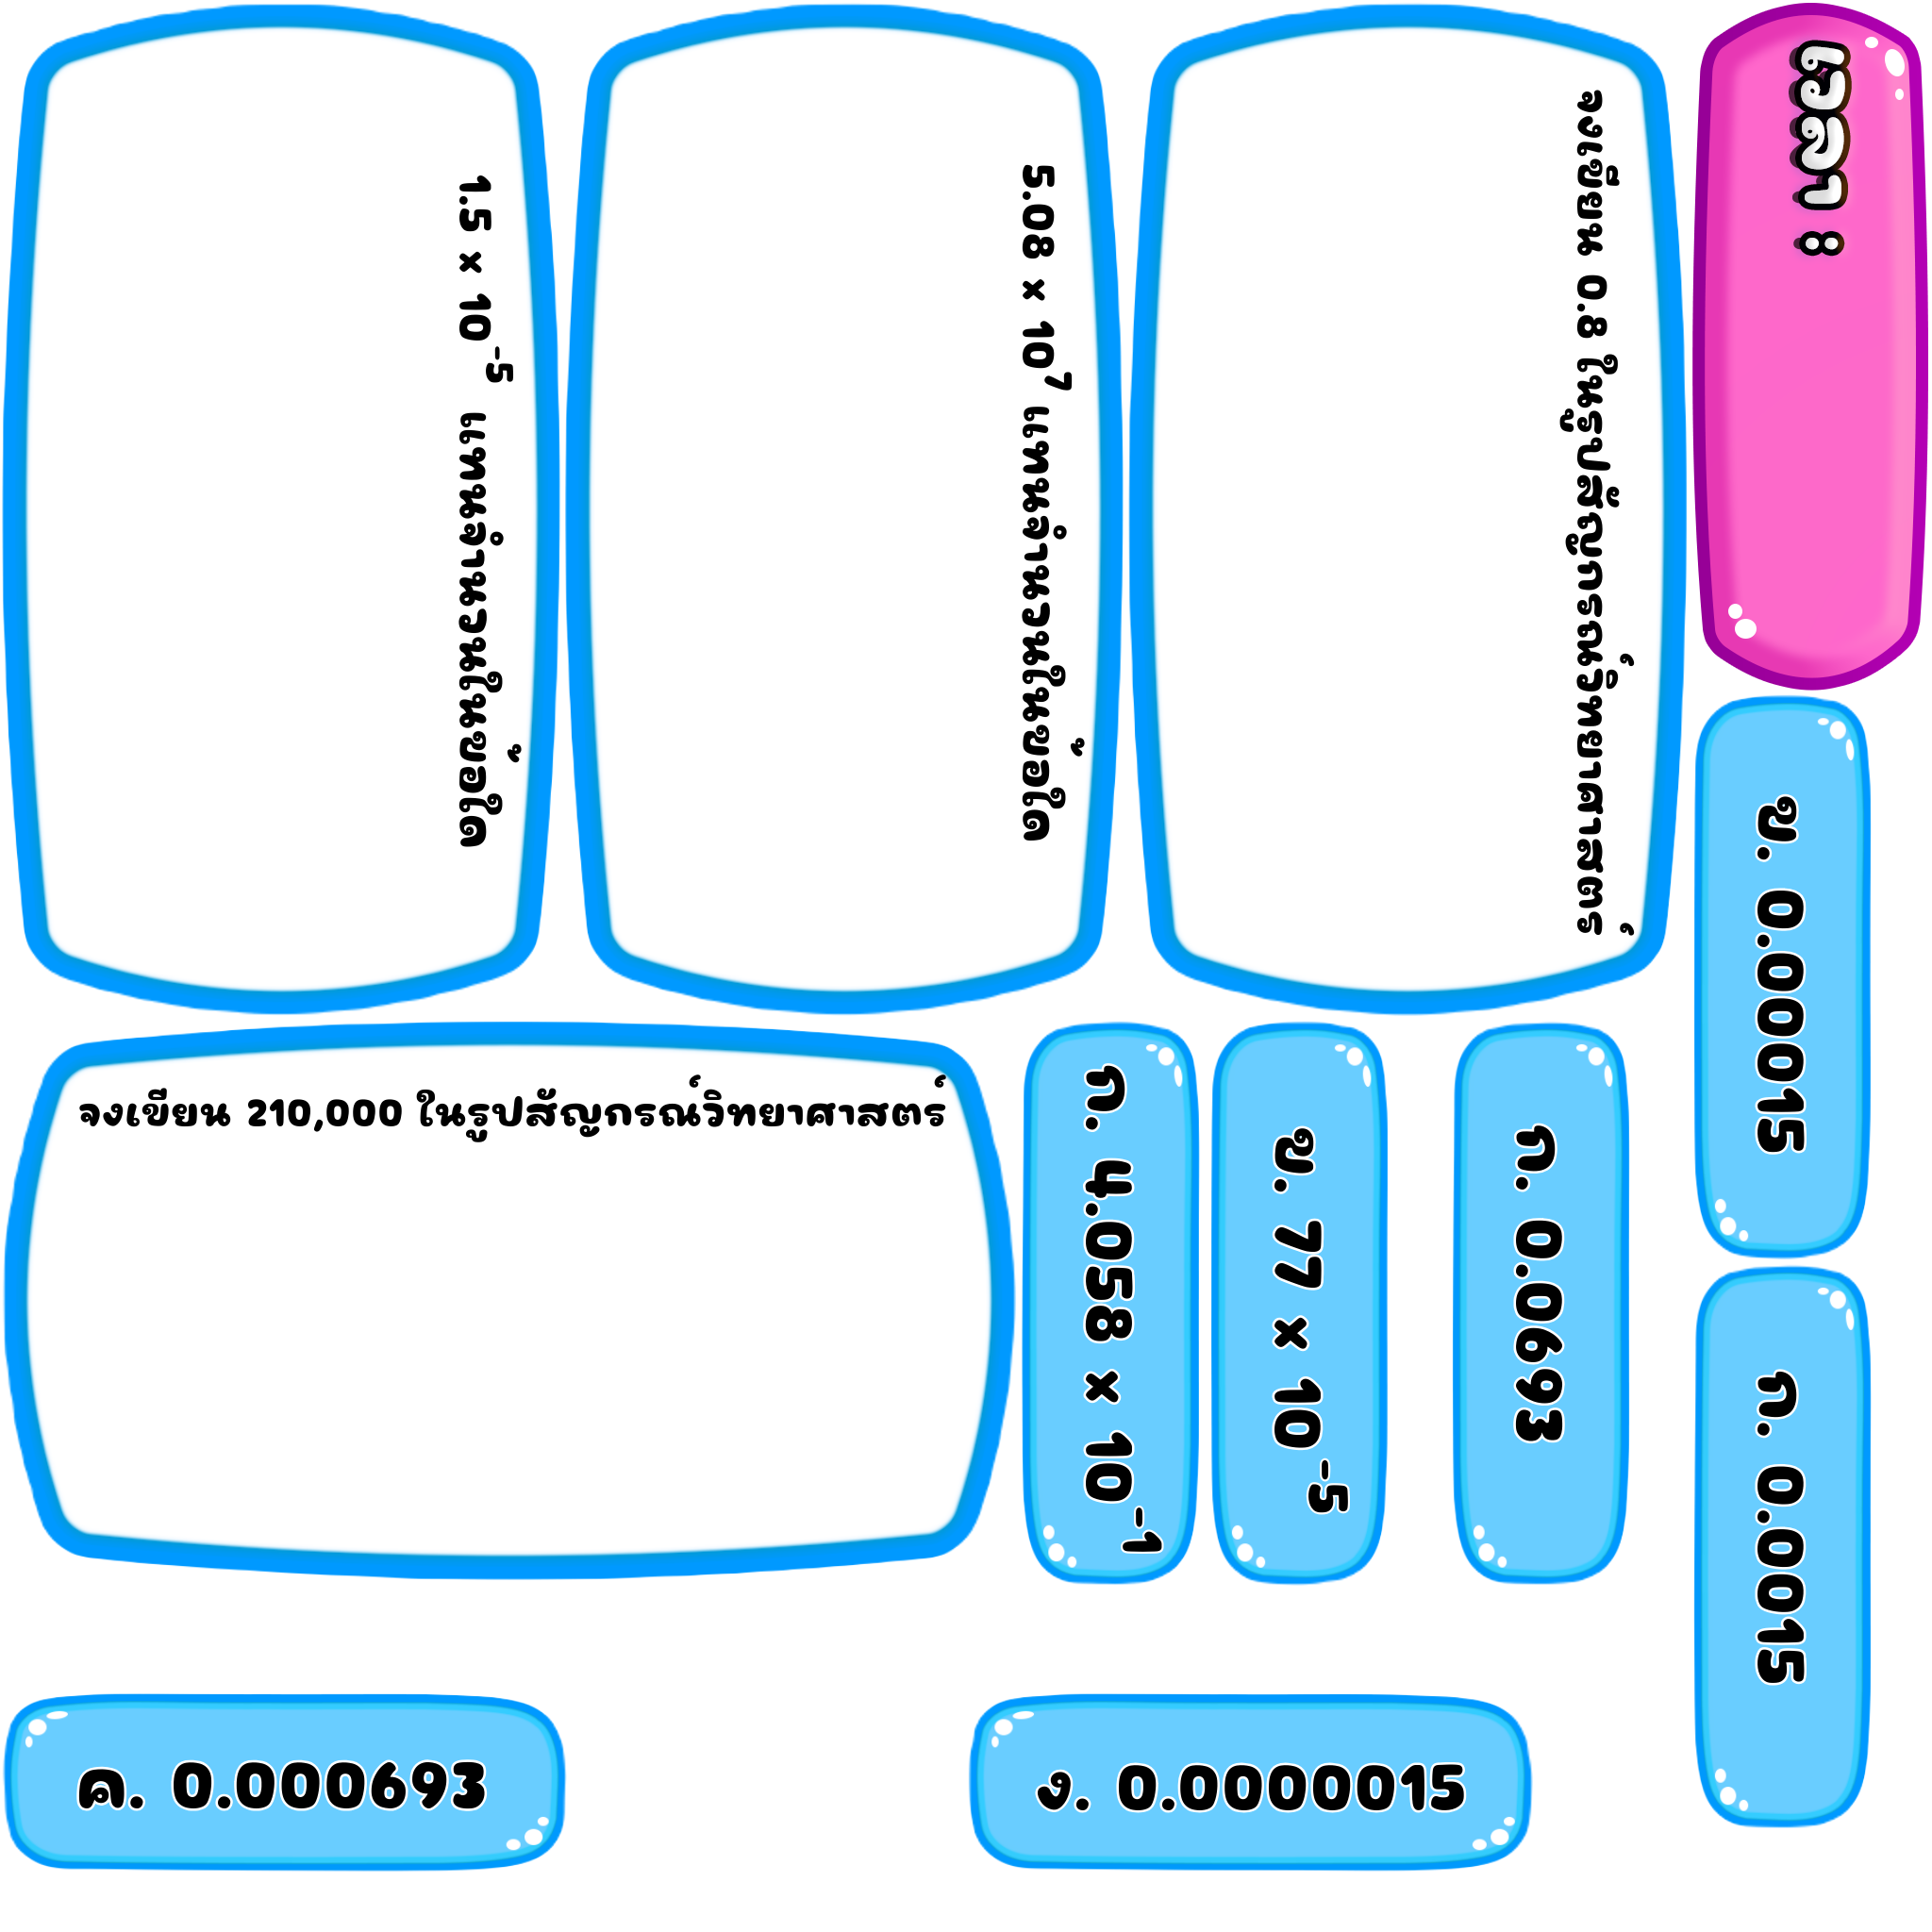 1.5 x 10⁻⁵ แทนจำนวนในข้อใด
5.08 x 10⁷ แทนจำนวนในข้อใด
จงเขียน 0.8 ในรูปสัญกรณ์วิทยาศาสตร์
เวลา :
ข. 0.00015
จงเขียน 210,000 ในรูปสัญกรณ์วิทยาศาสตร์
ก. 4.058 x 10⁻¹
ข. 77 x 10⁻⁵
ก. 0.0693
ก. 0.0015
ค. 0.000693
ง. 0.0000015